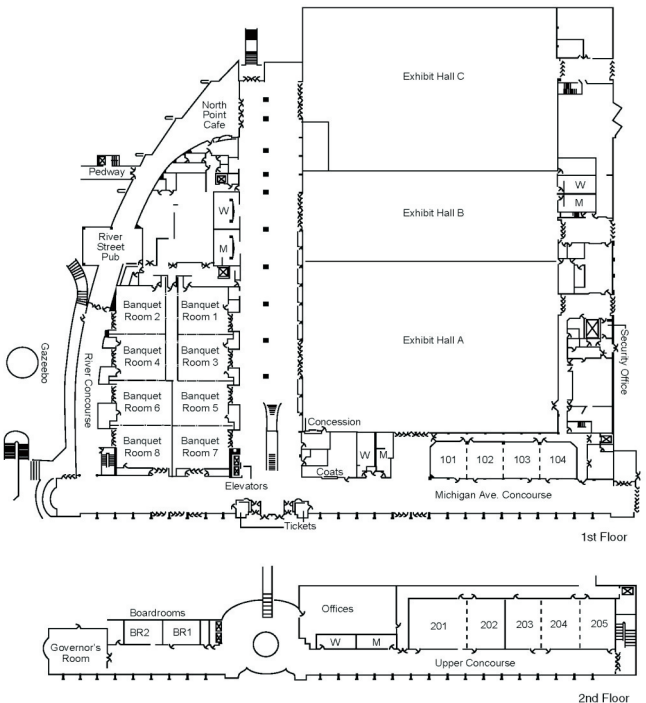 Exhibit Hall C
North
Point
Cafe
Pedway
W
M
W
M
Exhibit Hall B
River
Street
Pub
Banquet
Room 2
Banquet
Room 1
Banquet
Room 4
Banquet
Room 3
Exhibit Hall A
Security Office
Gazeebo
River Concourse
Banquet
Room 6
Banquet
Room 5
Banquet
Room 8
Banquet
Room 7
Concession
W
M
101
102
103
104
Coats
Elevators
Michigan Ave. Concourse
Tickets
1st Floor
Boardrooms
Offices
BR2
BR1
W
M
201
202
203
204
205
Governor's
Room
Upper Concourse
2nd Floor